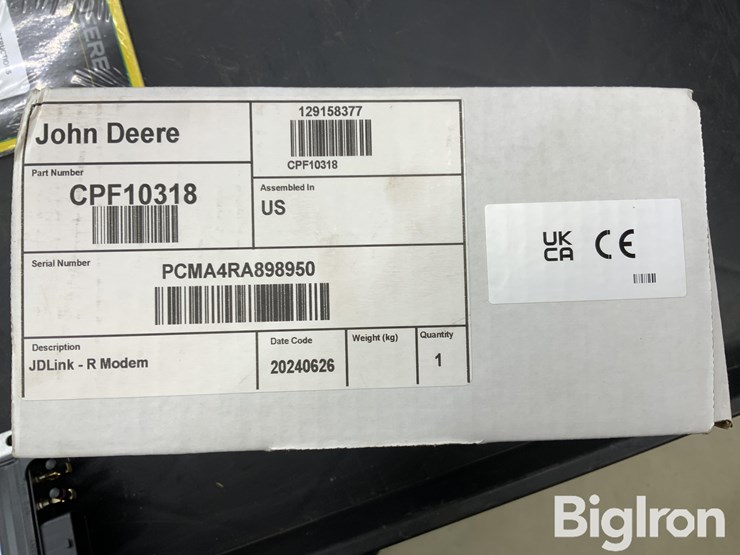 John Deere
129158377
CPF10318
Part Number
CPF10318
Assembled In
US
Serial Number
PCMA4RA898950
Description
JDLink - R Modem
Date Code
20240626
Weight (kg)
Quantity
1
UK
CA
CE
BigIron